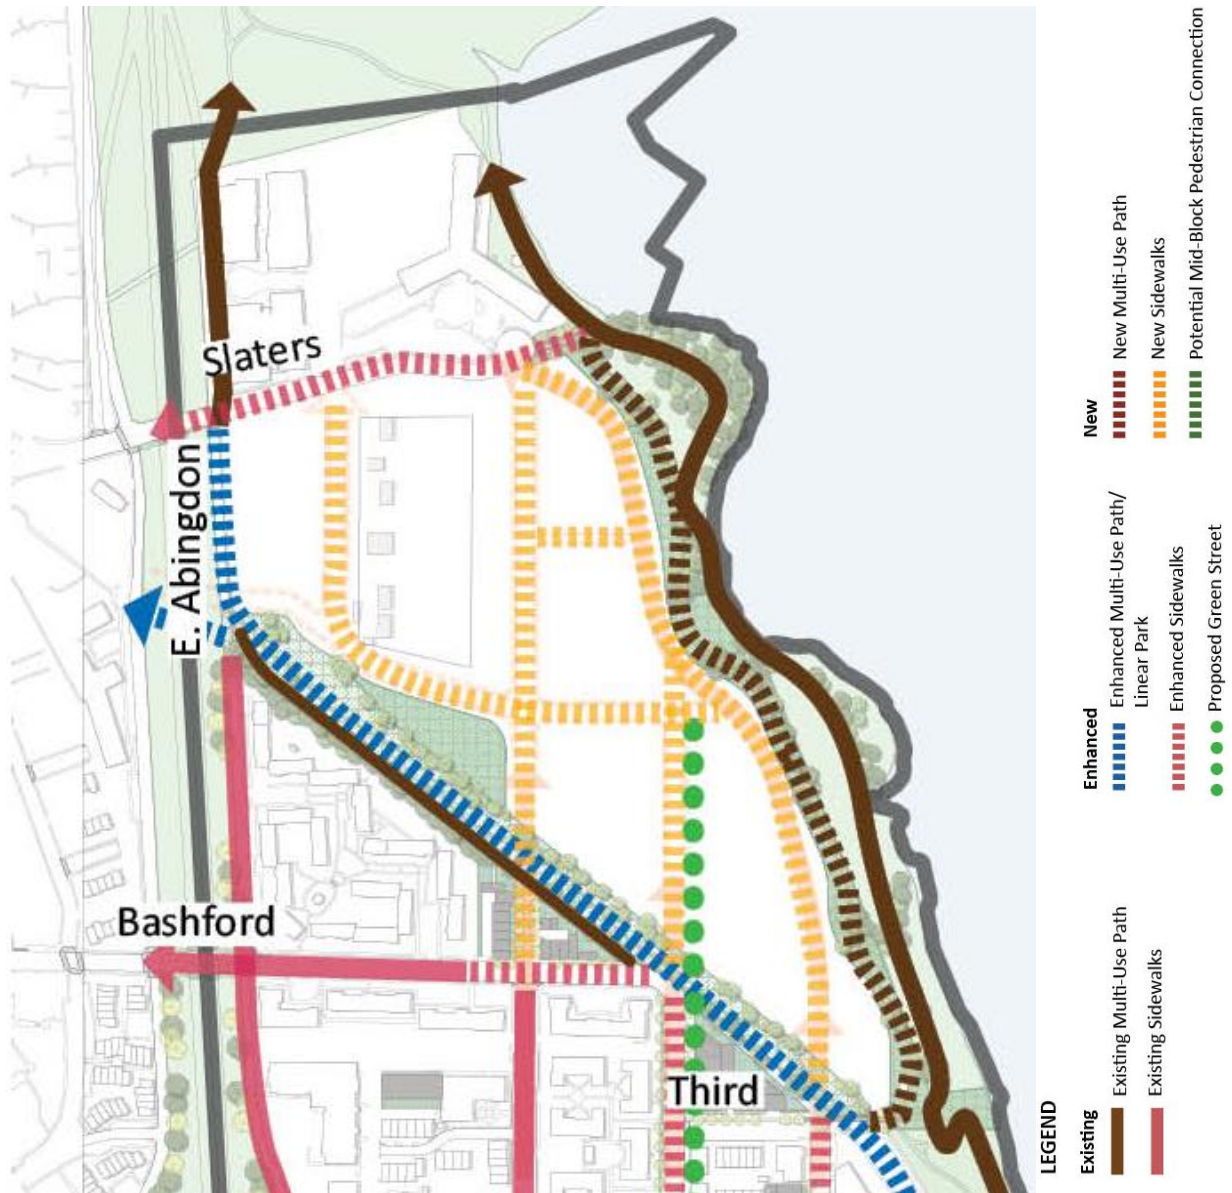 Slaters
E. Abingdon
Bashford
Third
LEGEND
Existing
Existing Multi-Use Path
Existing Sidewalks
Enhanced
Enhanced Multi-Use Path/
Linear Park
Enhanced Sidewalks
Proposed Green Street
New
New Multi-Use Path
New Sidewalks
Potential Mid-Block Pedestrian Connection